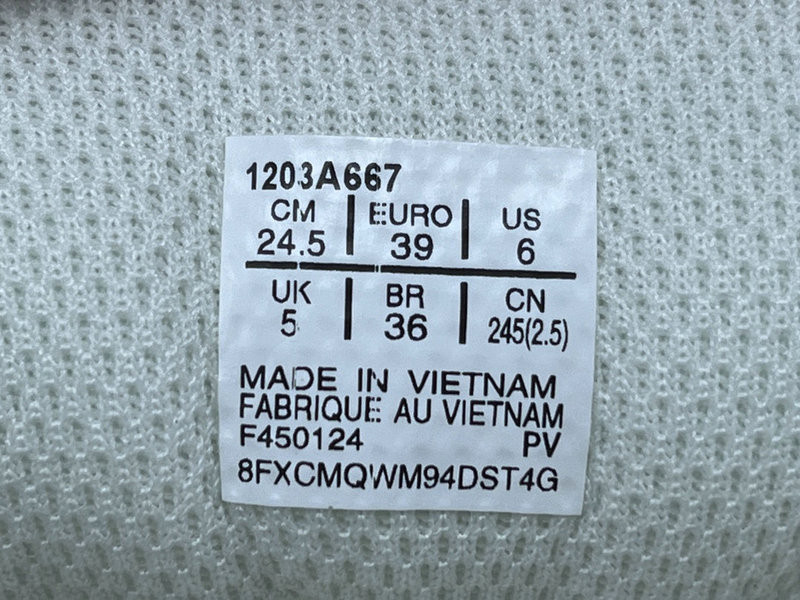 1203A667
CM EURO US
24.5 39 6
UK BR CN
5 36 245(2.5)
MADE IN VIETNAM
FABRIQUE AU VIETNAM
F450124 PV
8FXCMQWM94DST4G